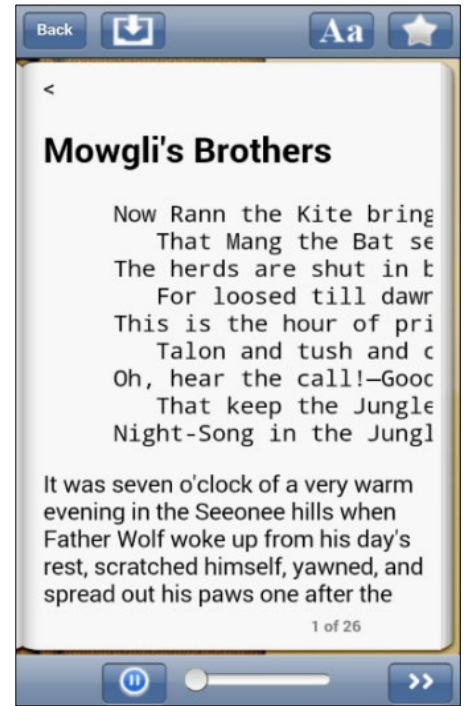 Back
Aa
<
Mowgli's Brothers
Now Rann the Kite bring
That Mang the Bat se
The herds are shut in
For loosed till dawn
This is the hour of pri
Talon and tush and
Oh, hear the call!—Good
That keep the Jungle
Night-Song in the Jungl
It was seven o'clock of a very warm
evening in the Seeonee hills when
Father Wolf woke up from his day's
rest, scratched himself, yawned, and
spread out his paws one after the
1 of 26
>>